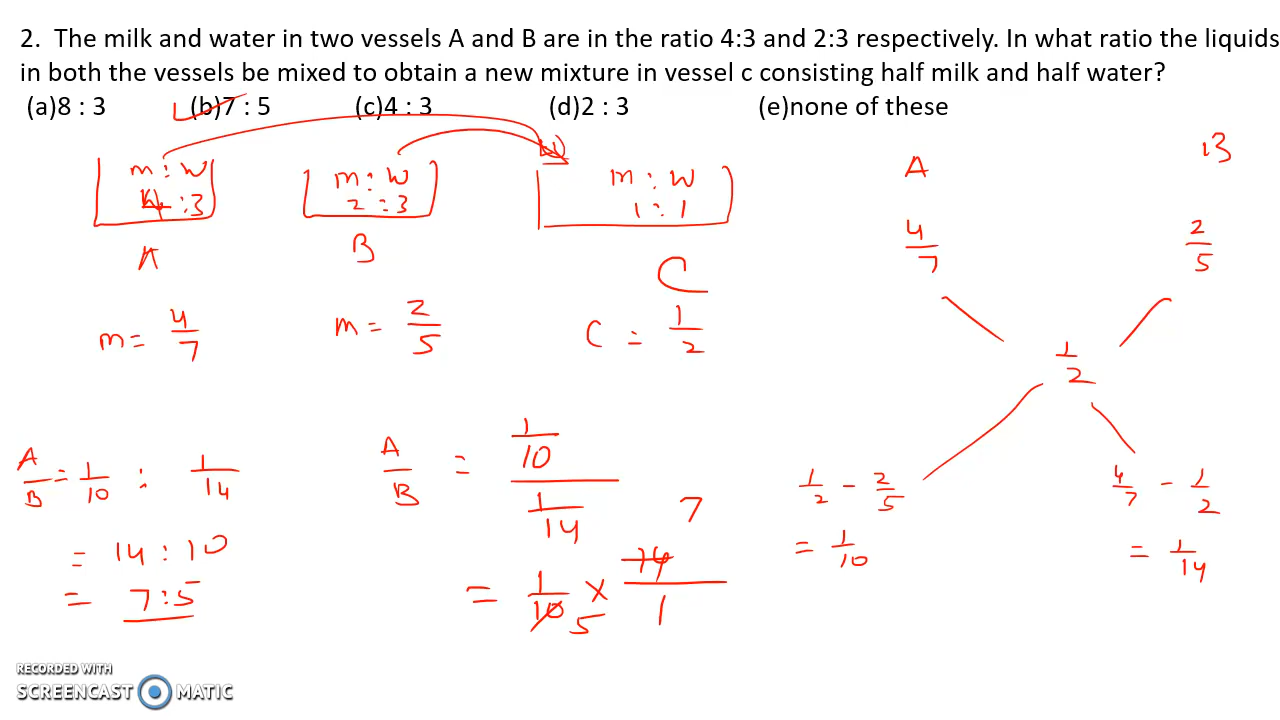 2. The milk and water in two vessels A and B are in the ratio 4:3 and 2:3 respectively. In what ratio the liquids
in both the vessels be mixed to obtain a new mixture in vessel c consisting half milk and half water?
(a)8 : 3 (b)7 : 5 (c)4 : 3 (d)2 : 3 (e)none of these
m : W
4 : 3
A
m : W
2 : 3
B
m : W
1 : 1
C
m = 4/7
m = 2/5
C = 1/2
A/B = 1/10 : 1/14
= 14 : 10
= 7 : 5
A/B = 1/10 / 1/14
= 1/10 × 14/1
5
7
A B
4/7 2/5
1/2
1/2 - 2/5 4/7 - 1/2
= 1/10 = 1/14
RECORDED WITH
SCREENCAST MATIC